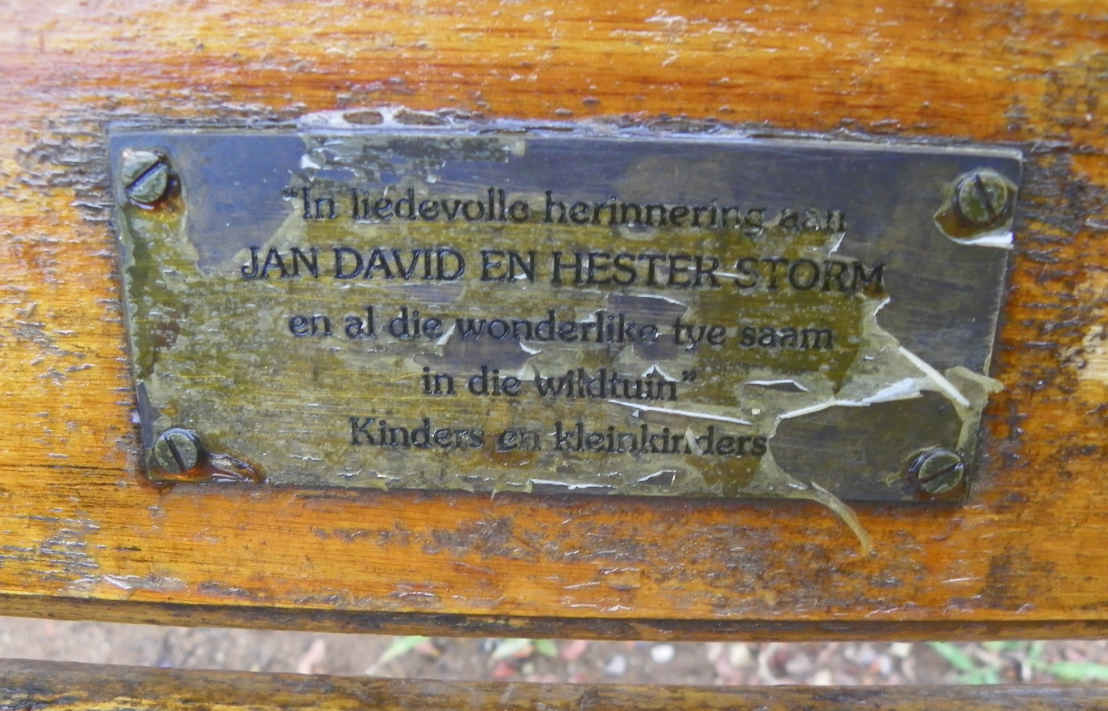 "In liedevolle herinnering aan
JAN DAVID EN HESTER STORM
en al die wonderlike tye saam
in die wildtuin"
Kinders en kleinkinders